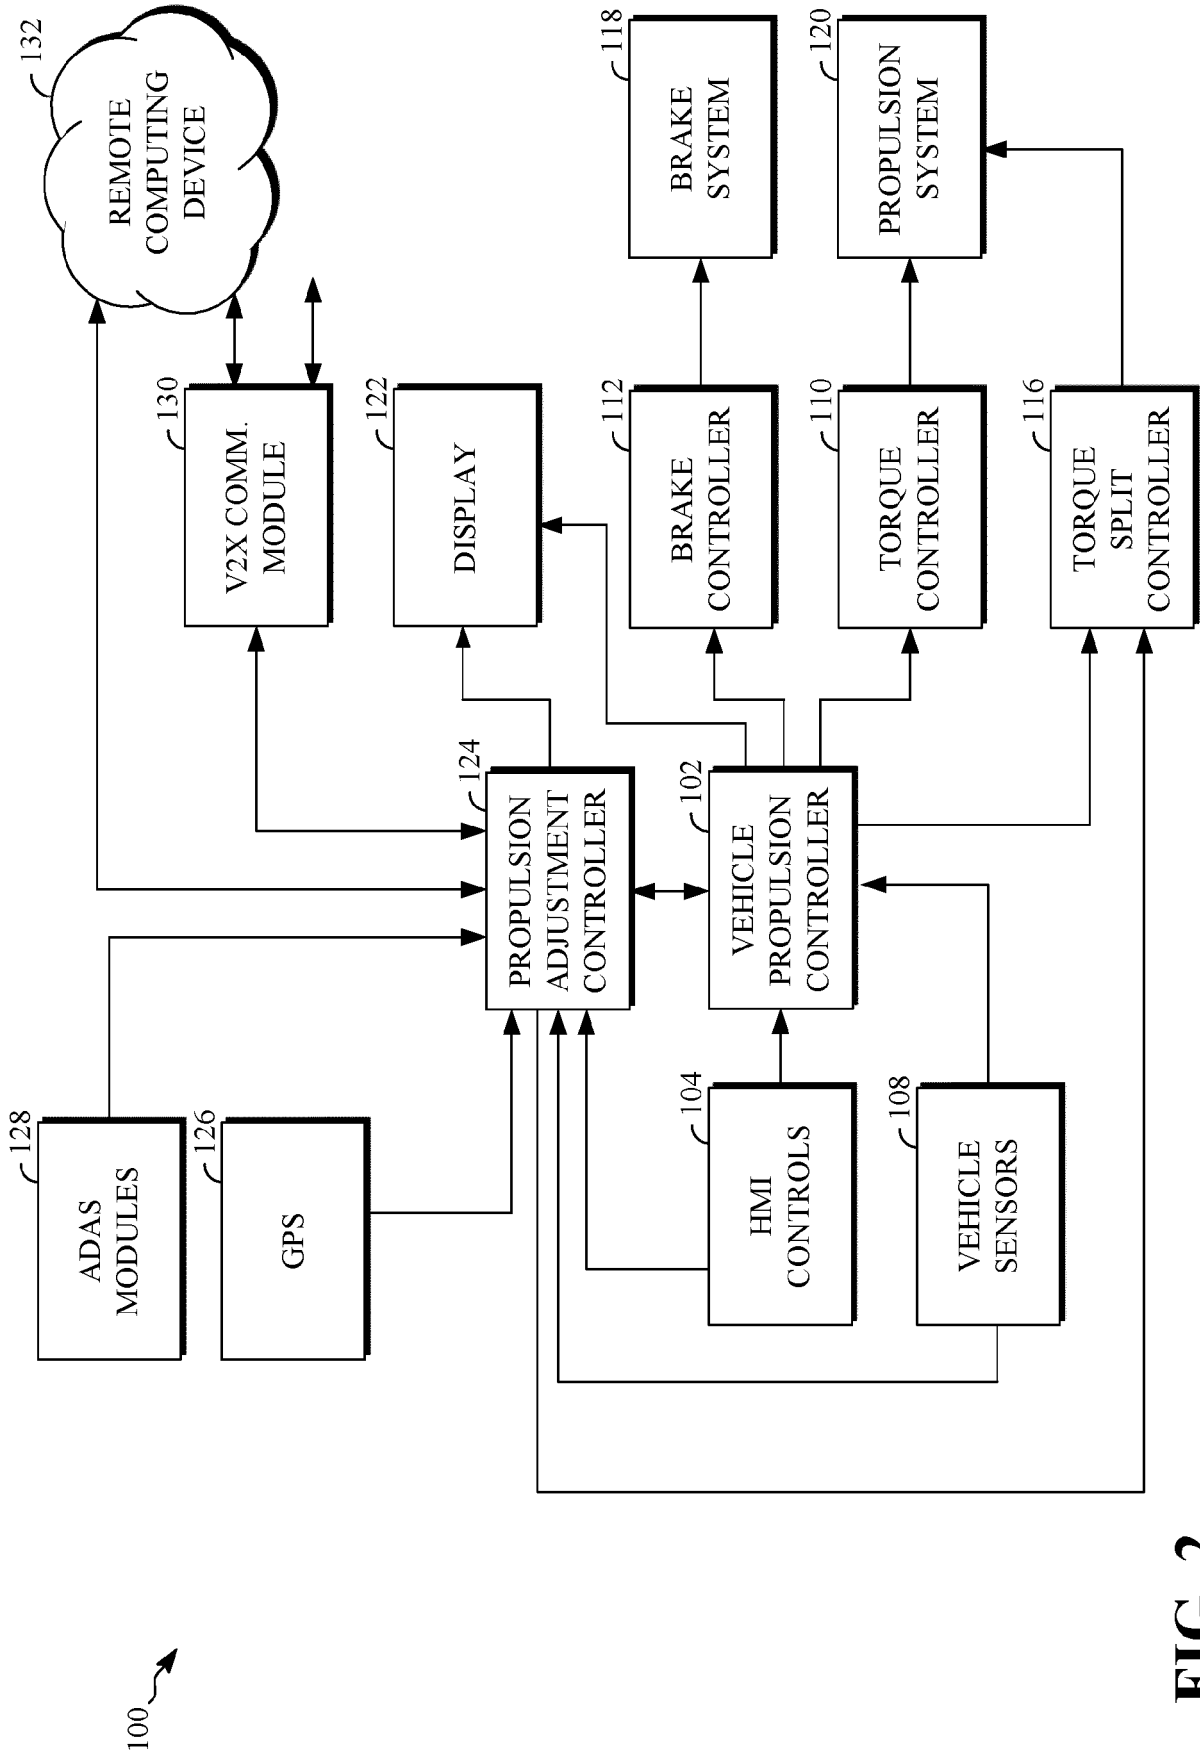 100
128
ADAS
MODULES
126
GPS
104
HMI
CONTROLS
108
VEHICLE
SENSORS
124
PROPULSION
ADJUSTMENT
CONTROLLER
102
VEHICLE
PROPULSION
CONTROLLER
130
V2X COMM.
MODULE
122
DISPLAY
112
BRAKE
CONTROLLER
110
TORQUE
CONTROLLER
116
TORQUE
SPLIT
CONTROLLER
132
REMOTE
COMPUTING
DEVICE
118
BRAKE
SYSTEM
120
PROPULSION
SYSTEM
FIG. 2